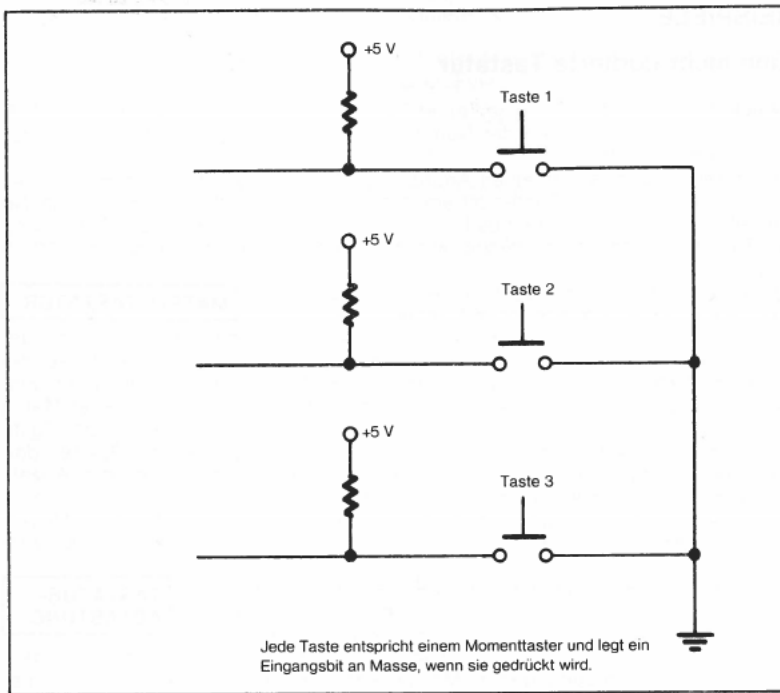 +5 V
Taste 1
+5 V
Taste 2
+5 V
Taste 3
Jede Taste entspricht einem Momenttaster und legt ein
Eingangsbit an Masse, wenn sie gedrückt wird.